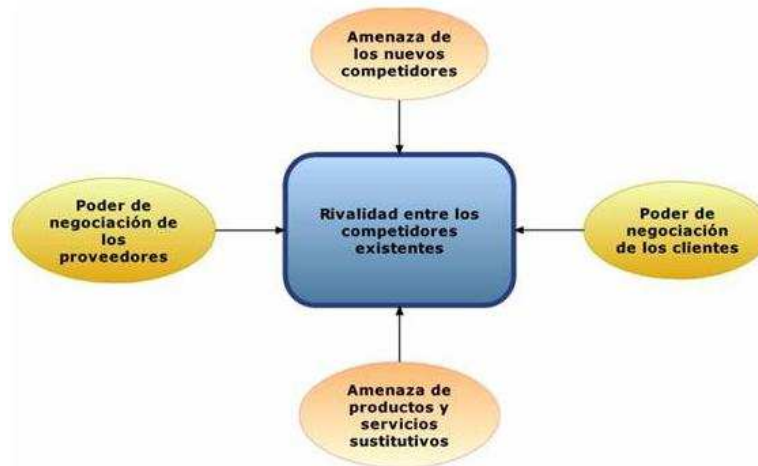 Amenaza de
los nuevos
competidores
Poder de
negociación de
los
proveedores
Rivalidad entre los
competidores
existentes
Poder de
negociación
de los clientes
Amenaza de
productos y
servicios
sustitutivos